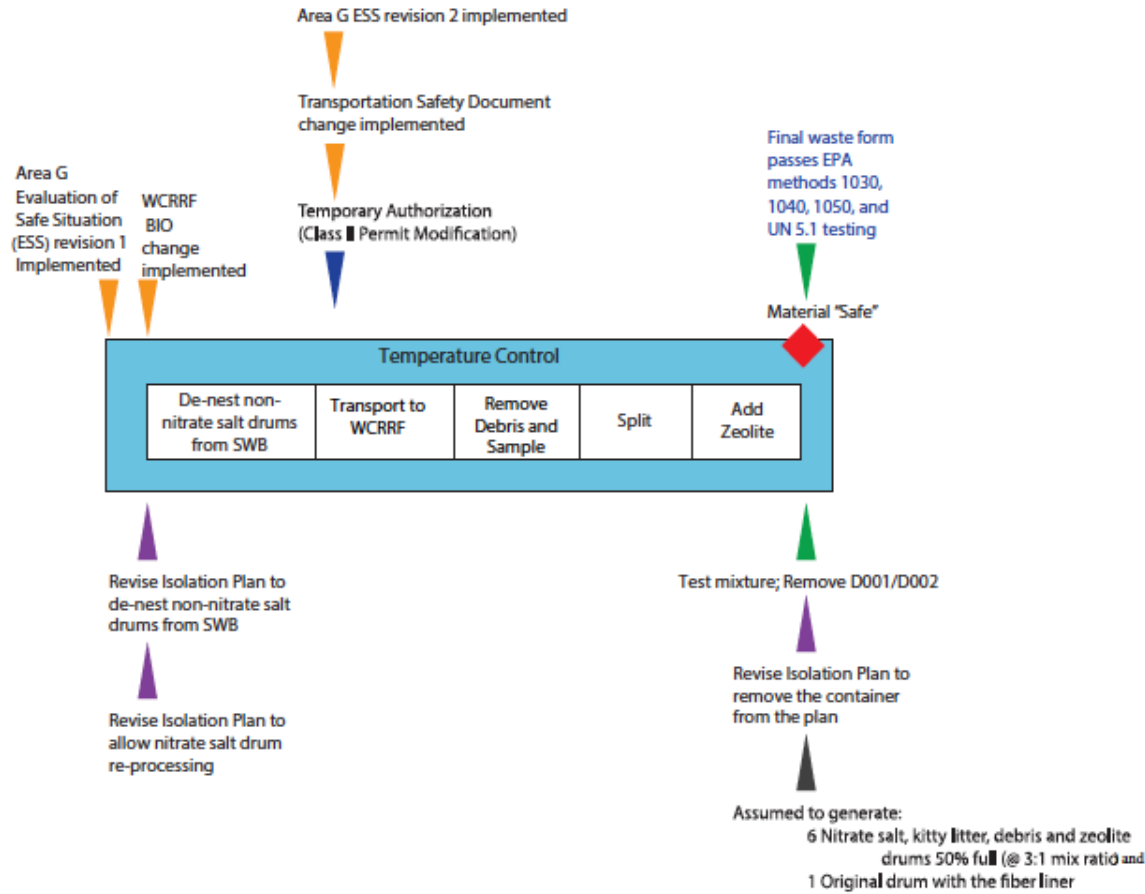 Area G ESS revision 2 implemented
Transportation Safety Document
change implemented
Temporary Authorization
(Class II Permit Modification)
Area G
Evaluation of
Safe Situation
(ESS) revision 1
Implemented
WCRRF
BIO
change
implemented
Final waste form
passes EPA
methods 1030,
1040, 1050, and
UN 5.1 testing
Material "Safe"
Temperature Control
De-nest non-
nitrate salt drums
from SWB
Transport to
WCRRF
Remove
Debris and
Sample
Split
Add
Zeolite
Revise Isolation Plan to
de-nest non-nitrate salt
drums from SWB
Revise Isolation Plan to
allow nitrate salt drum
re-processing
Test mixture; Remove D001/D002
Revise Isolation Plan to
remove the container
from the plan
Assumed to generate:
6 Nitrate salt, kitty litter, debris and zeolite
drums 50% full (@ 3:1 mix ratio) and
1 Original drum with the fiber liner